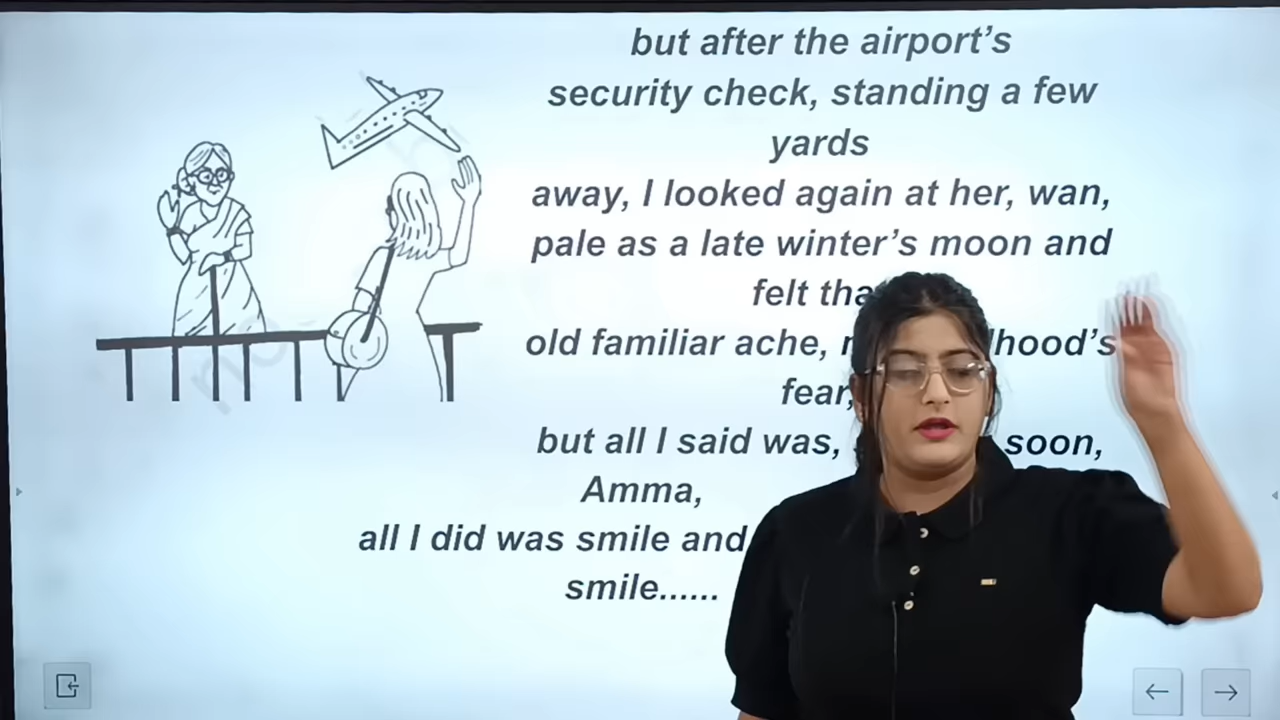 but after the airport's
security check, standing a few
yards
away, I looked again at her, wan,
pale as a late winter's moon and
felt
old familiar ache,
fear,
but all I said was, soon,
Amma,
all I did was smile and
smile......